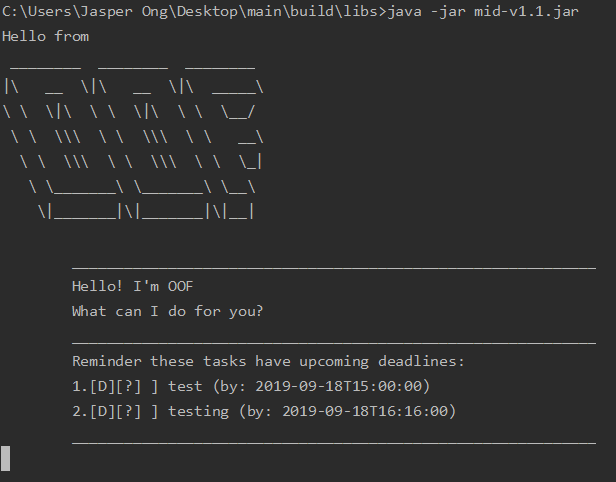 C:\Users\Jasper Ong\Desktop\main\build\libs>java -jar mid-v1.1.jar
Hello from
 ________  ________  ________
|\   __  \|\   __  \|\  _____\
\ \  \|\  \ \  \|\  \ \  \__/
 \ \  \\\  \ \  \\\  \ \   __\
  \ \  \\\  \ \  \\\  \ \  \_|
   \ \_______\ \_______\ \__\
    \|_______|\|_______|\|__|
____________________________________________________________
Hello! I'm OOF
What can I do for you?
____________________________________________________________
Reminder these tasks have upcoming deadlines:
1.[D][?] ] test (by: 2019-09-18T15:00:00)
2.[D][?] ] testing (by: 2019-09-18T16:16:00)
____________________________________________________________